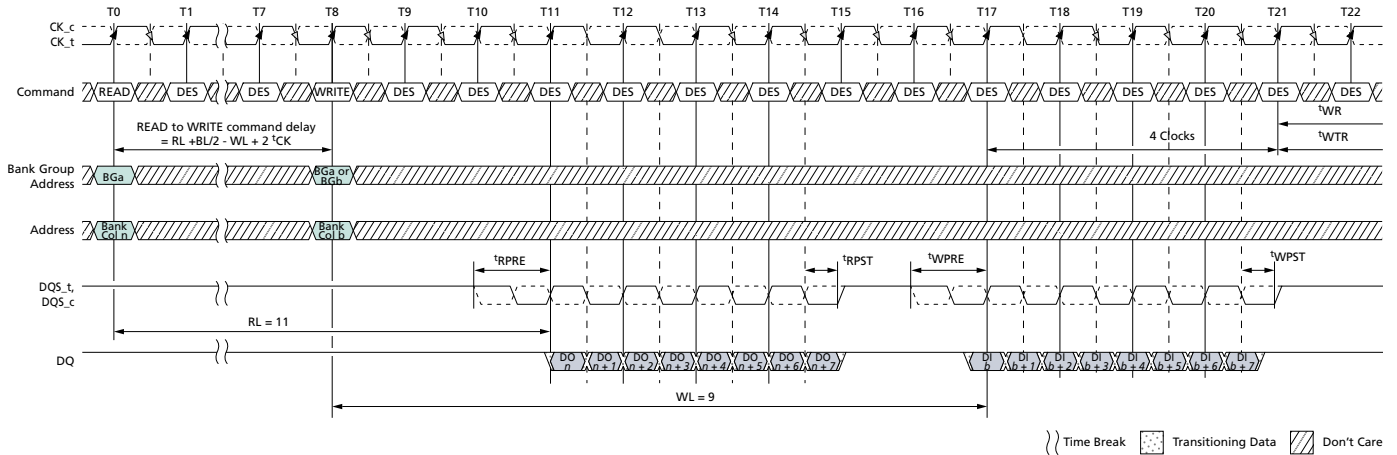 T0 T1 T7 T8 T9 T10 T11 T12 T13 T14 T15 T16 T17 T18 T19 T20 T21 T22
CK_c
CK_t
Command READ DES DES WRITE DES DES DES DES DES DES DES DES DES DES DES DES DES DES
tWR
READ to WRITE command delay
= RL +BL/2 - WL + 2 tCK
4 Clocks
tWTR
Bank Group
Address
BGa
BGa or
BGb
Address
Bank
Col n
Bank
Col b
tRPRE
tRPST
tWPRE
tWPST
DQS_t,
DQS_c
RL = 11
DQ
DO
n
DO
n + 1
DO
n + 2
DO
n + 3
DO
n + 4
DO
n + 5
DO
n + 6
DO
n + 7
DI
b
DI
b + 1
DI
b + 2
DI
b + 3
DI
b + 4
DI
b + 5
DI
b + 6
DI
b + 7
WL = 9
Time Break Transitioning Data Don't Care